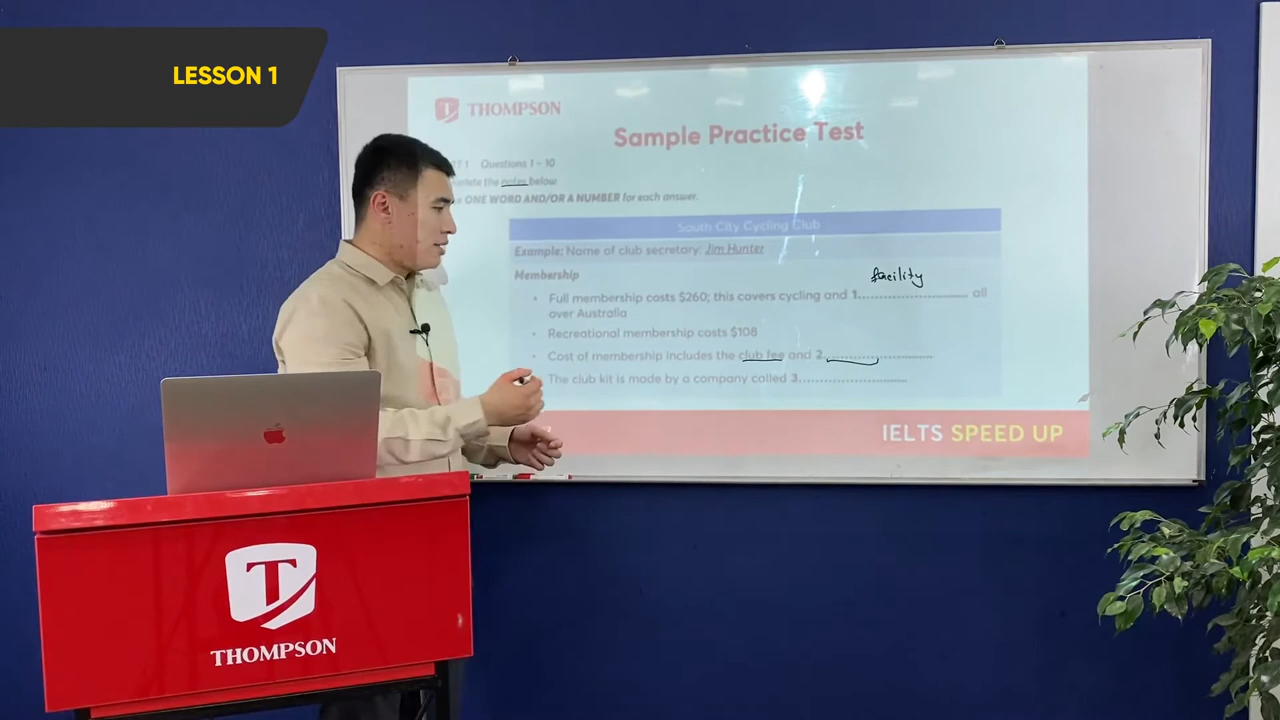 LESSON 1
THOMPSON
Sample Practice Test
1 Questions 1 – 10
the notes below
ONE WORD AND/OR A NUMBER for each answer.
South City Cycling Club
Example: Name of club secretary: Jim Hunter
Membership
facility
• Full membership costs $260; this covers cycling and 1............................ all
over Australia
• Recreational membership costs $108
• Cost of membership includes the club fee and 2............................
• The club kit is made by a company called 3............................
IELTS SPEED UP
T
THOMPSON